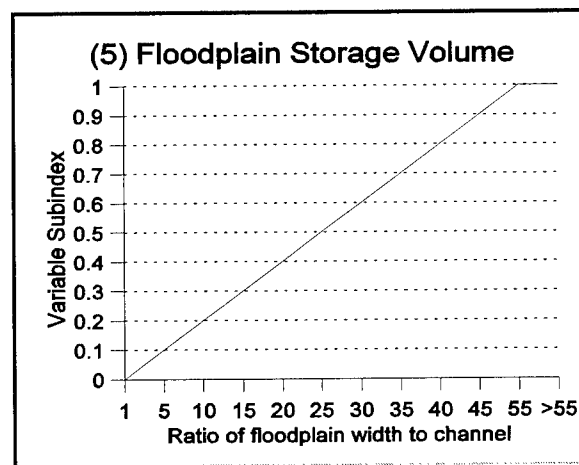 (5) Floodplain Storage Volume
Variable Subindex
1
0.9
0.8
0.7
0.6
0.5
0.4
0.3
0.2
0.1
0
1 5 10 15 20 25 30 35 40 45 55 >55
Ratio of floodplain width to channel